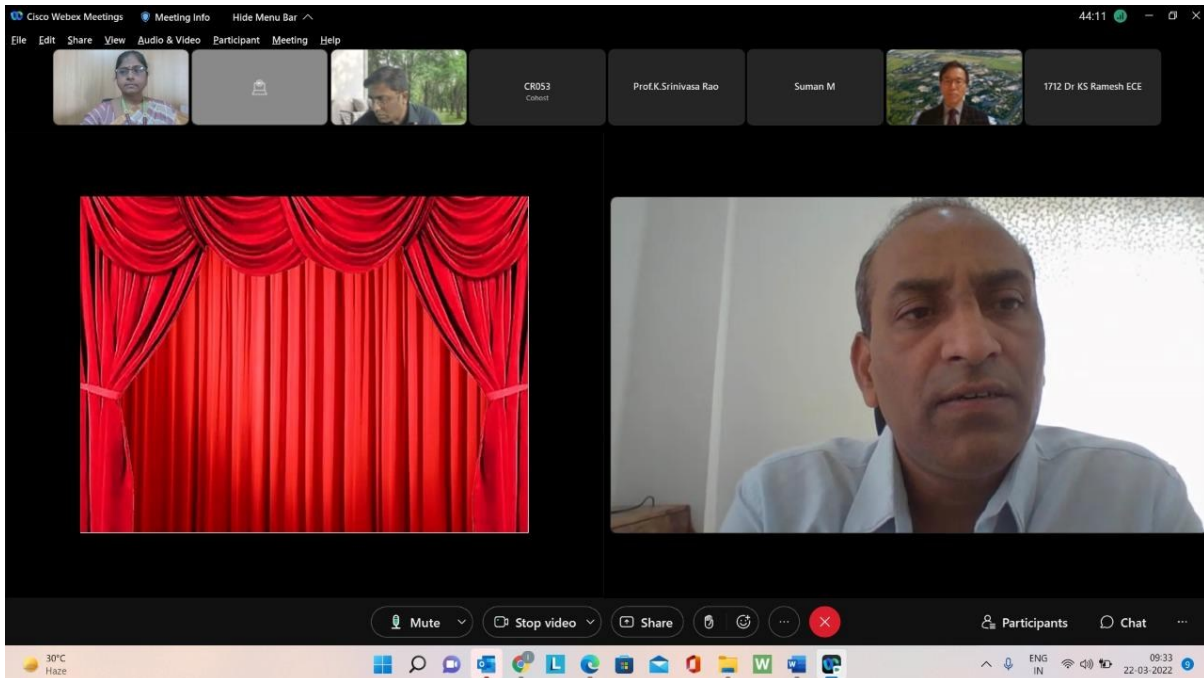 Cisco Webex Meetings Meeting Info Hide Menu Bar 44:11
File Edit Share View Audio & Video Participant Meeting Help
CR053
Cohost
Prof.K.Srinivasa Rao
Suman M
1712 Dr KS Ramesh ECE
Mute Stop video Share Participants Chat
30°C
Haze
ENG
IN
09:33
22-03-2022
9